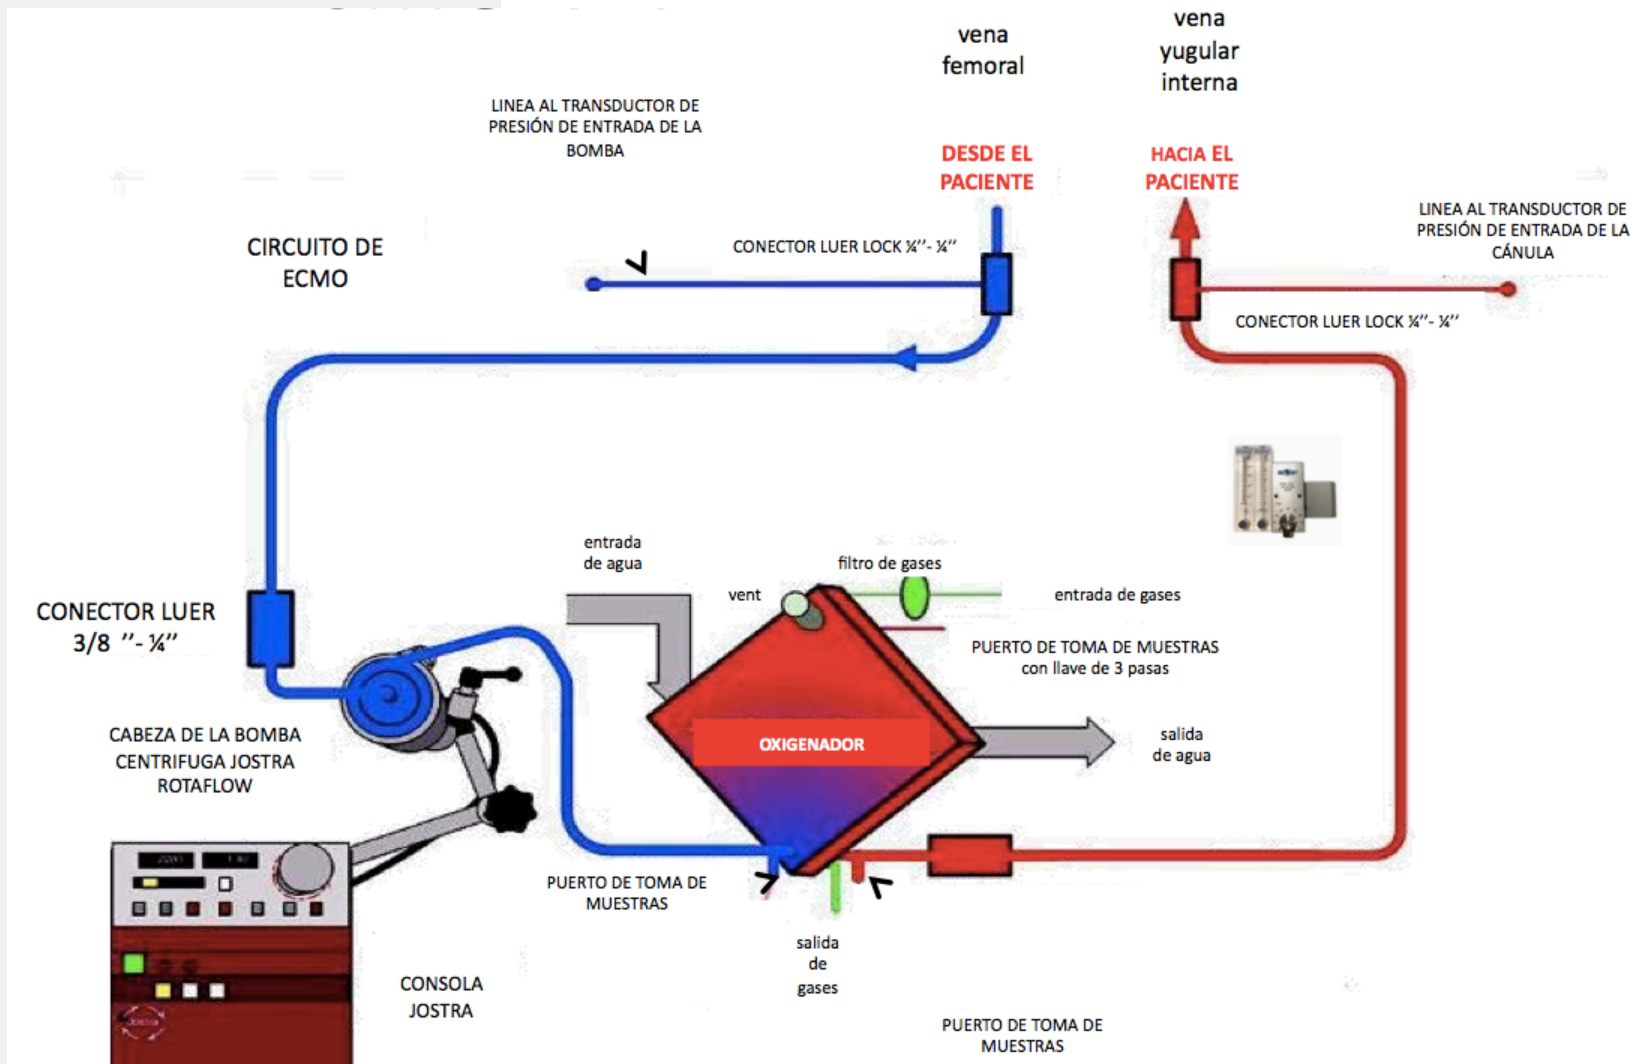 vena
femoral
vena
yugular
interna
LINEA AL TRANSDUCTOR DE
PRESIÓN DE ENTRADA DE LA
BOMBA
DESDE EL
PACIENTE
HACIA EL
PACIENTE
LINEA AL TRANSDUCTOR DE
PRESIÓN DE ENTRADA DE LA
CÁNULA
CIRCUITO DE
ECMO
CONECTOR LUER LOCK ¼’’- ¼’’
CONECTOR LUER LOCK ¼’’- ¼’’
entrada
de agua
filtro de gases
vent
entrada de gases
CONECTOR LUER
3/8 ’’- ¼’’
PUERTO DE TOMA DE MUESTRAS
con llave de 3 pasas
CABEZA DE LA BOMBA
CENTRIFUGA JOSTRA
ROTAFLOW
OXIGENADOR
salida
de agua
PUERTO DE TOMA DE
MUESTRAS
salida
de
gases
CONSOLA
JOSTRA
Jostra
PUERTO DE TOMA DE
MUESTRAS